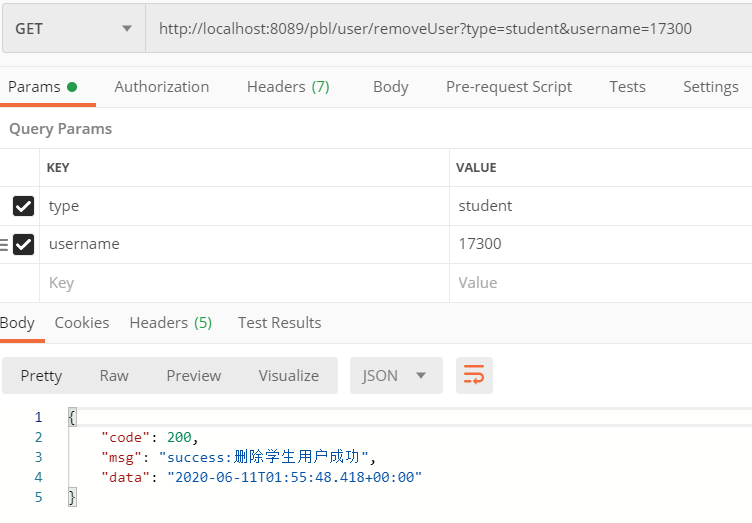 GET http://localhost:8089/pbl/user/removeUser?type=student&username=17300
Params Authorization Headers (7) Body Pre-request Script Tests Settings
Query Params
KEY VALUE
type student
username 17300
Key Value
Body Cookies Headers (5) Test Results
Pretty Raw Preview Visualize JSON
1 {
2 "code": 200,
3 "msg": "success:删除学生用户成功",
4 "data": "2020-06-11T01:55:48.418+00:00"
5 }